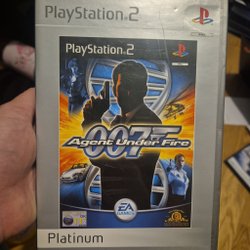 PlayStation 2
PlayStation 2
007
Agent Under Fire
EA
GAMES
Platinum